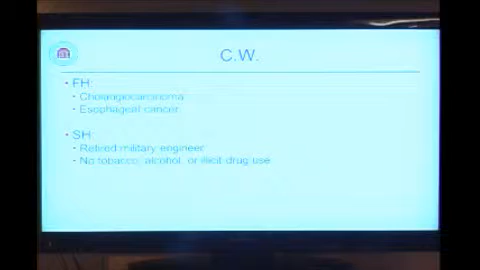 C.W.
• FH:
• Cholangiocarcinoma
• Esophageal cancer
• SH:
• Retired military engineer
• No tobacco, alcohol, or illicit drug use